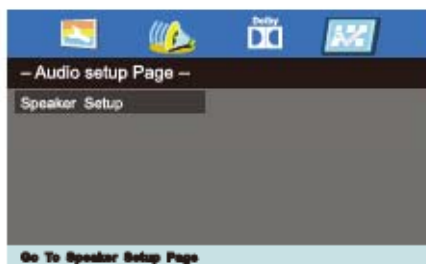 Dolby
– Audio setup Page –
Speaker Setup
Go To Speaker Setup Page